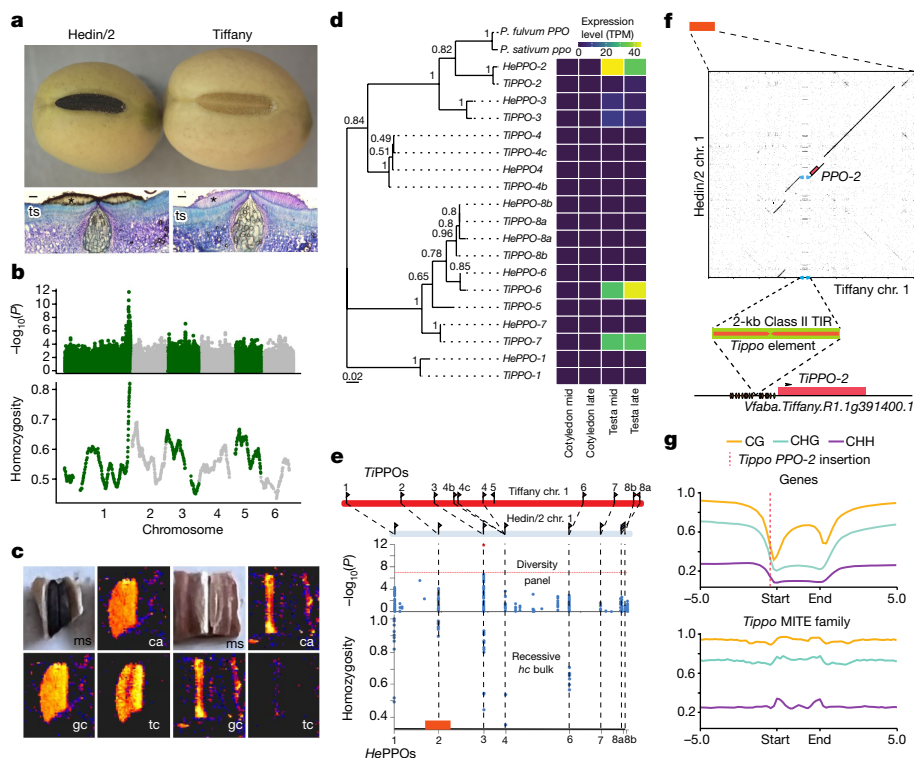 a
Hedin/2 Tiffany
* *
ts ts
b
–log10(P)
12
10
8
6
4
2
0
Homozygosity
0.8
0.7
0.6
0.5
1 2 3 4 5 6
Chromosome
c
ms ca ms ca
gc tc gc tc
d
Expression level (TPM)
0 20 40
P. fulvum PPO
P. sativum ppo
HePPO-2
TiPPO-2
HePPO-3
TiPPO-3
TiPPO-4
TiPPO-4c
HePPO4
TiPPO-4b
HePPO-8b
TiPPO-8a
HePPO-8a
TiPPO-8b
HePPO-6
TiPPO-6
TiPPO-5
HePPO-7
TiPPO-7
HePPO-1
TiPPO-1
1
0.82
1
1
0.84
0.49
0.51
1
0.8
0.8
0.96
0.78
0.85
0.65
1
1
1
0.02
Cotyledon mid
Cotyledon late
Testa mid
Testa late
e
TiPPOs
1 2 3 4b 4c 4 5 6 7 8b 8a
Tiffany chr. 1
Hedin/2 chr. 1
–log10(P)
12
8
4
0
*
Diversity panel
Homozygosity
1.0
0.8
0.6
0.4
Recessive hc bulk
1 2 3 4 6 7 8a 8b
HePPOs
f
Hedin/2 chr. 1
PPO-2
Tiffany chr. 1
2-kb Class II TIR
Tippo element
TiPPO-2
Vfaba.Tiffany.R1.1g391400.1
g
CG CHG CHH
Tippo PPO-2 insertion
Genes
1.0
0.6
0.2
–5.0 Start End 5.0
Tippo MITE family
1.0
0.6
0.2
–5.0 Start End 5.0